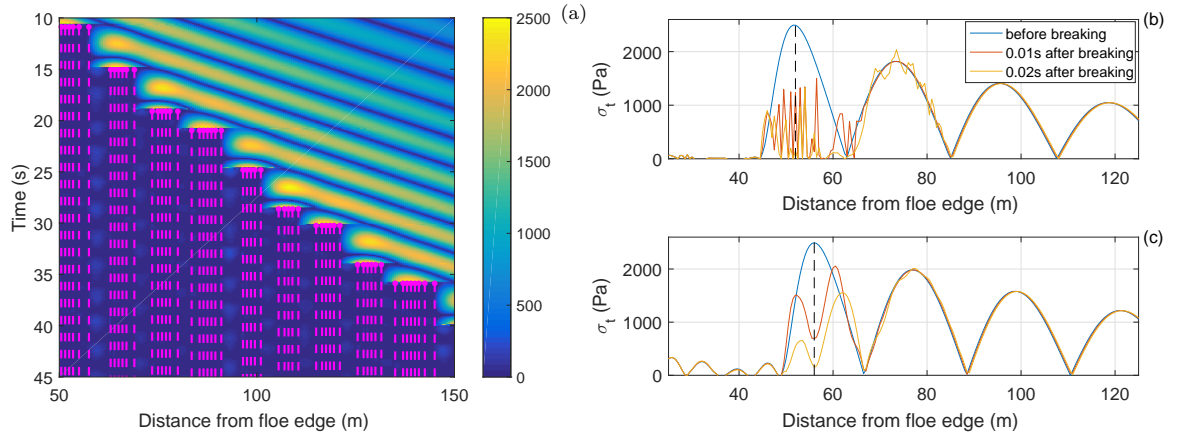 (a)
10
15
20
25
30
35
40
45
Time (s)
50
100
150
Distance from floe edge (m)
2500
2000
1500
1000
500
0
(b)
before breaking
0.01s after breaking
0.02s after breaking
2000
1000
0
σt (Pa)
40
60
80
100
120
Distance from floe edge (m)
(c)
2000
1000
0
σt (Pa)
40
60
80
100
120
Distance from floe edge (m)